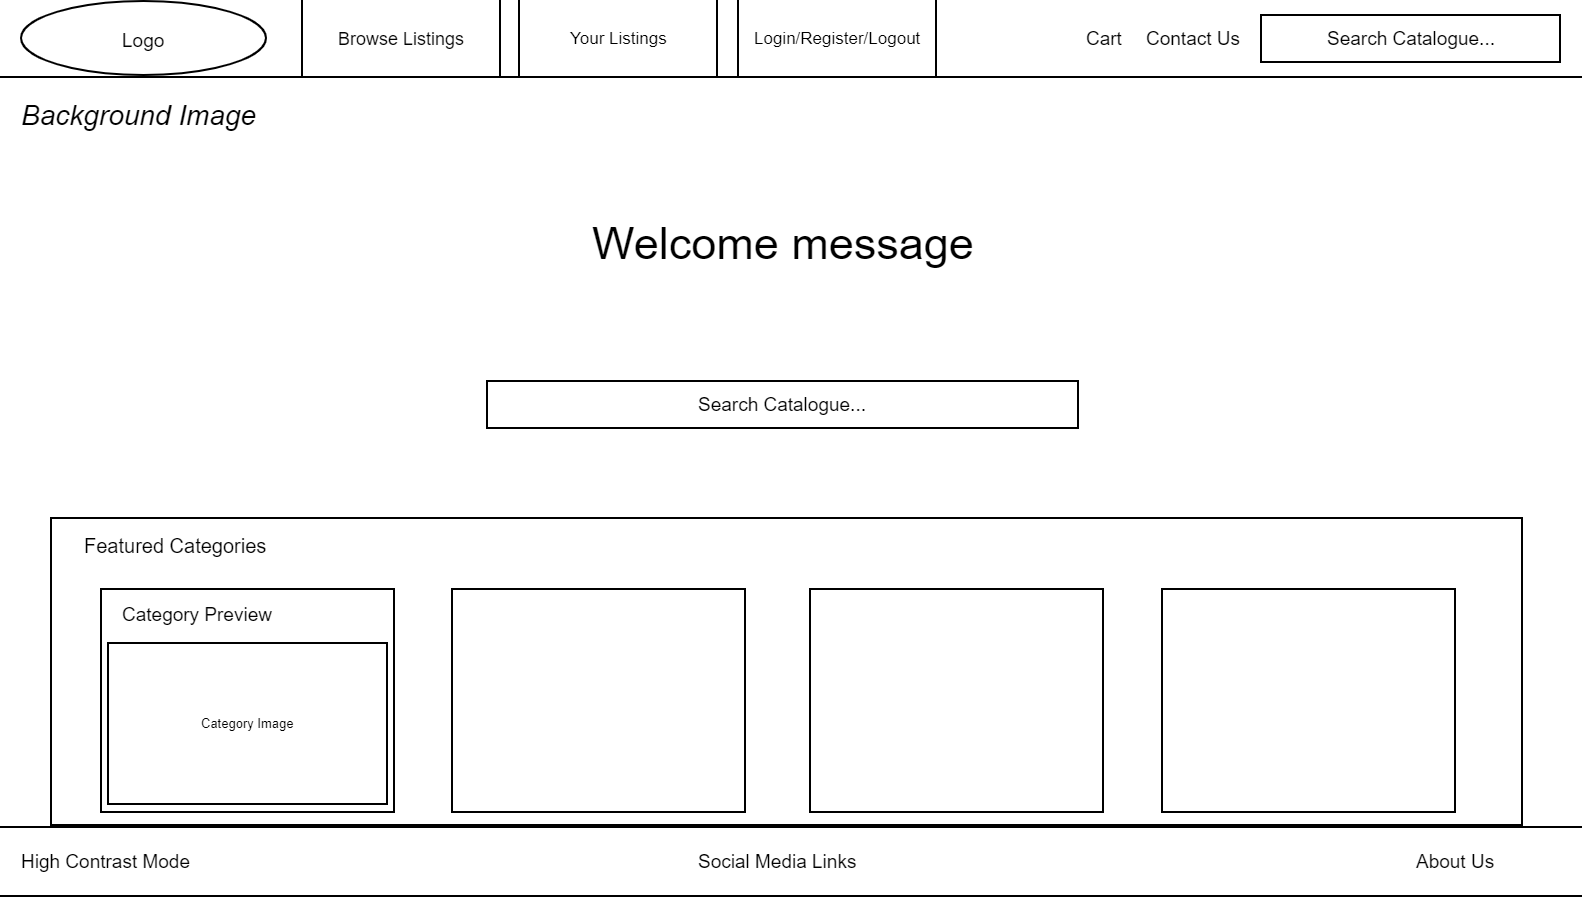 Logo
Browse Listings
Your Listings
Login/Register/Logout
Cart
Contact Us
Search Catalogue...
Background Image
Welcome message
Search Catalogue...
Featured Categories
Category Preview
Category Image
High Contrast Mode
Social Media Links
About Us